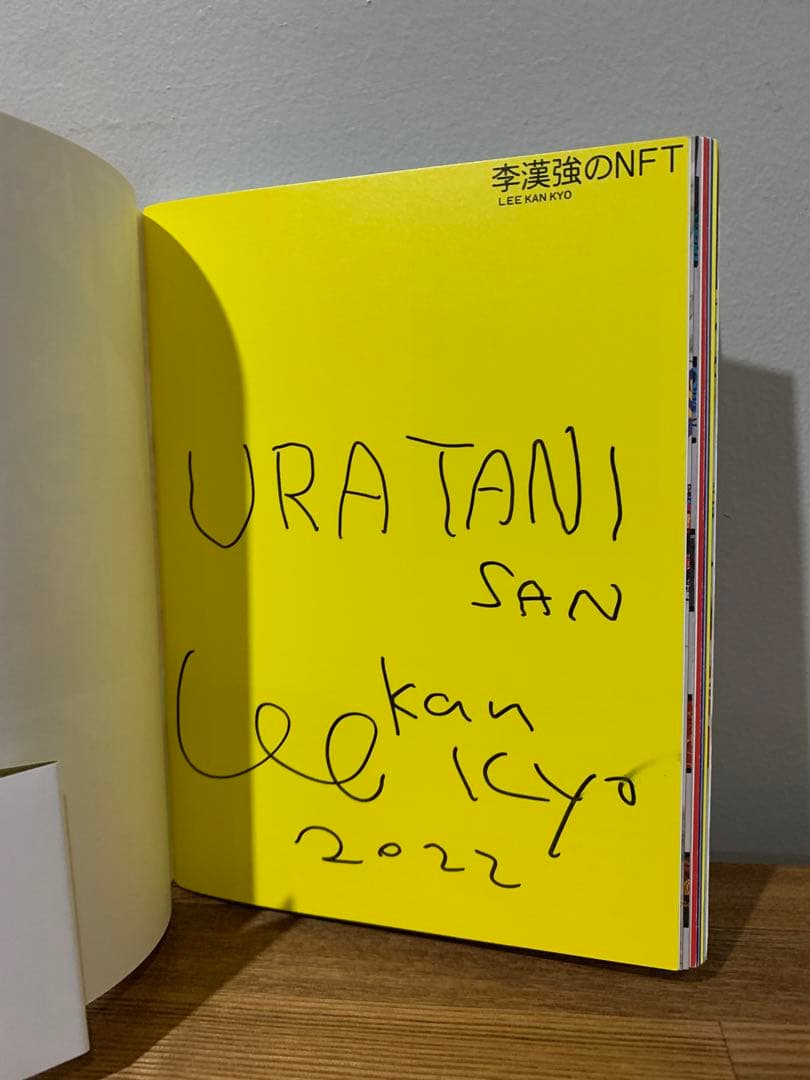 李漢強のNFT
LEE KAN KYO
URATANI
SAN
Lee Kan
Kyo
2022